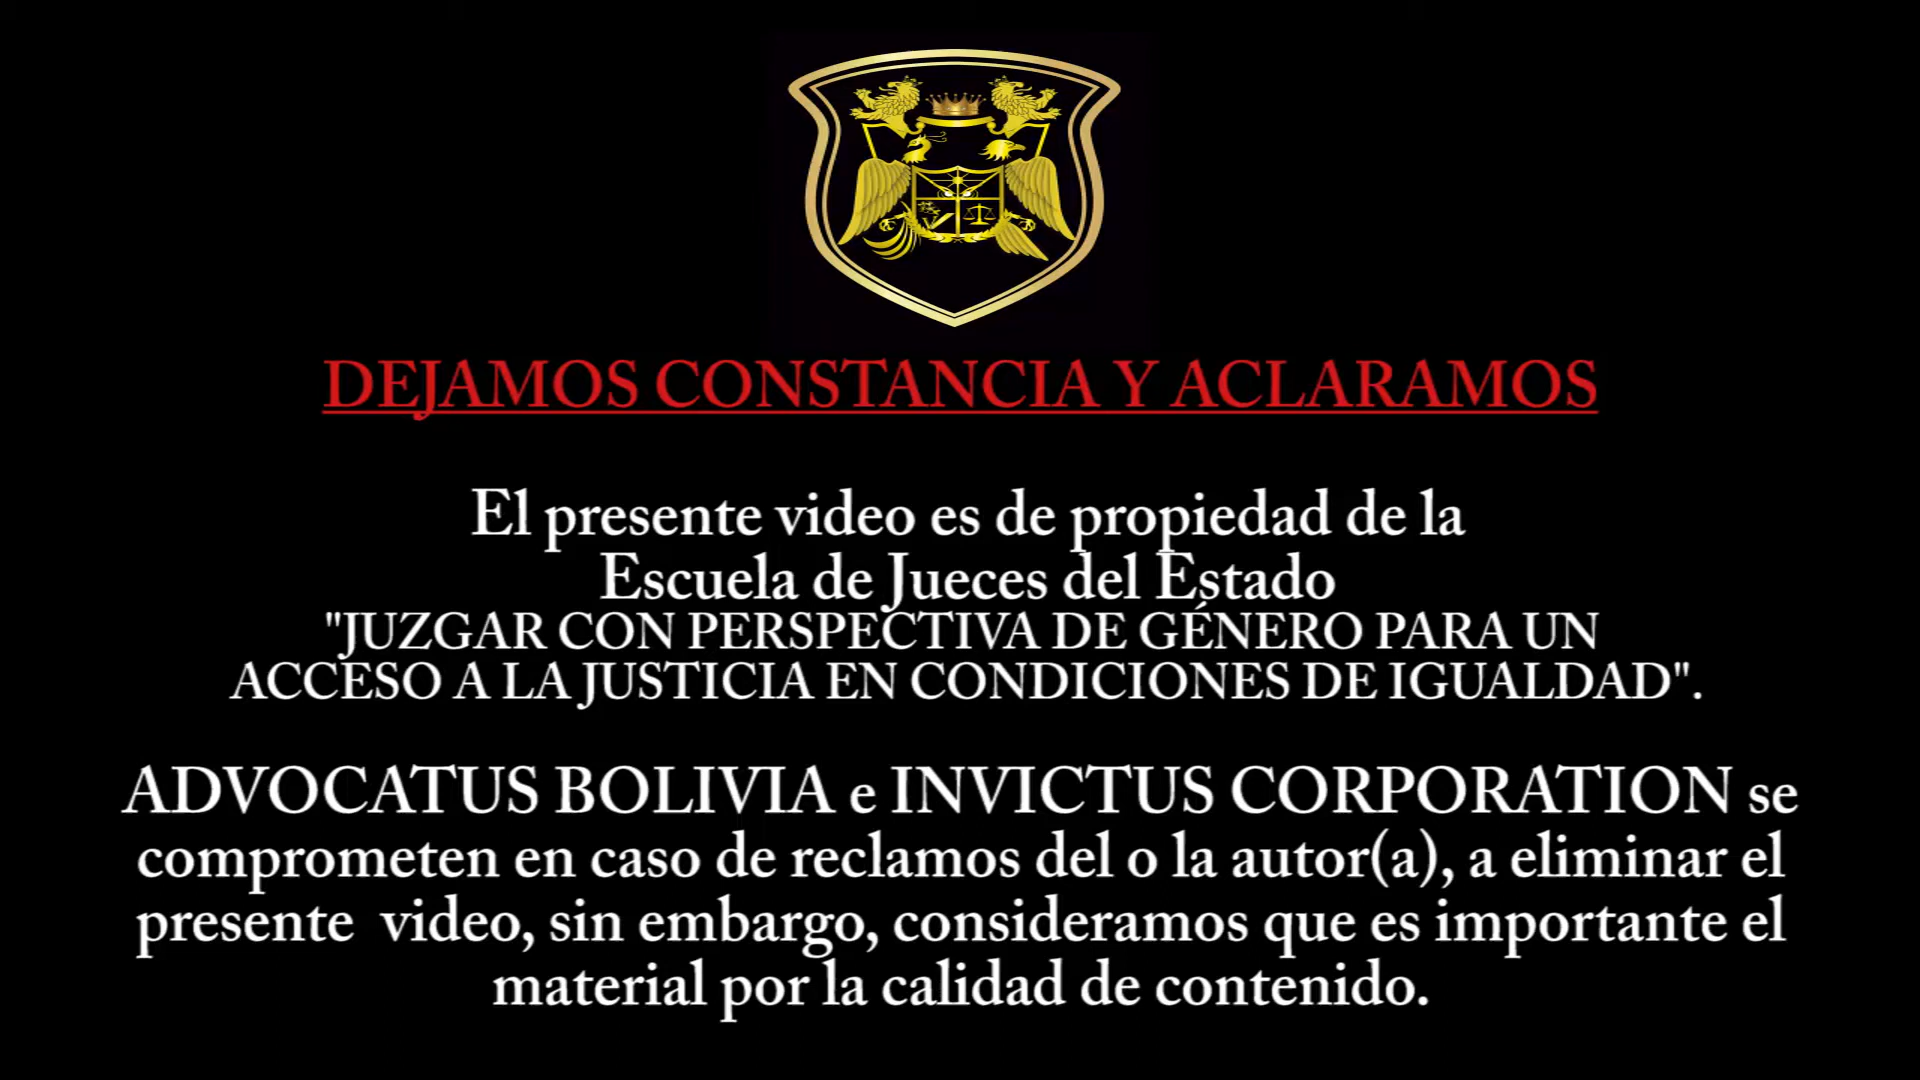 DEJAMOS CONSTANCIA Y ACLARAMOS
El presente video es de propiedad de la
Escuela de Jueces del Estado
"JUZGAR CON PERSPECTIVA DE GÉNERO PARA UN
ACCESO A LA JUSTICIA EN CONDICIONES DE IGUALDAD".
ADVOCATUS BOLIVIA e INVICTUS CORPORATION se
comprometen en caso de reclamos del o la autor(a), a eliminar el
presente  video, sin embargo, consideramos que es importante el
material por la calidad de contenido.